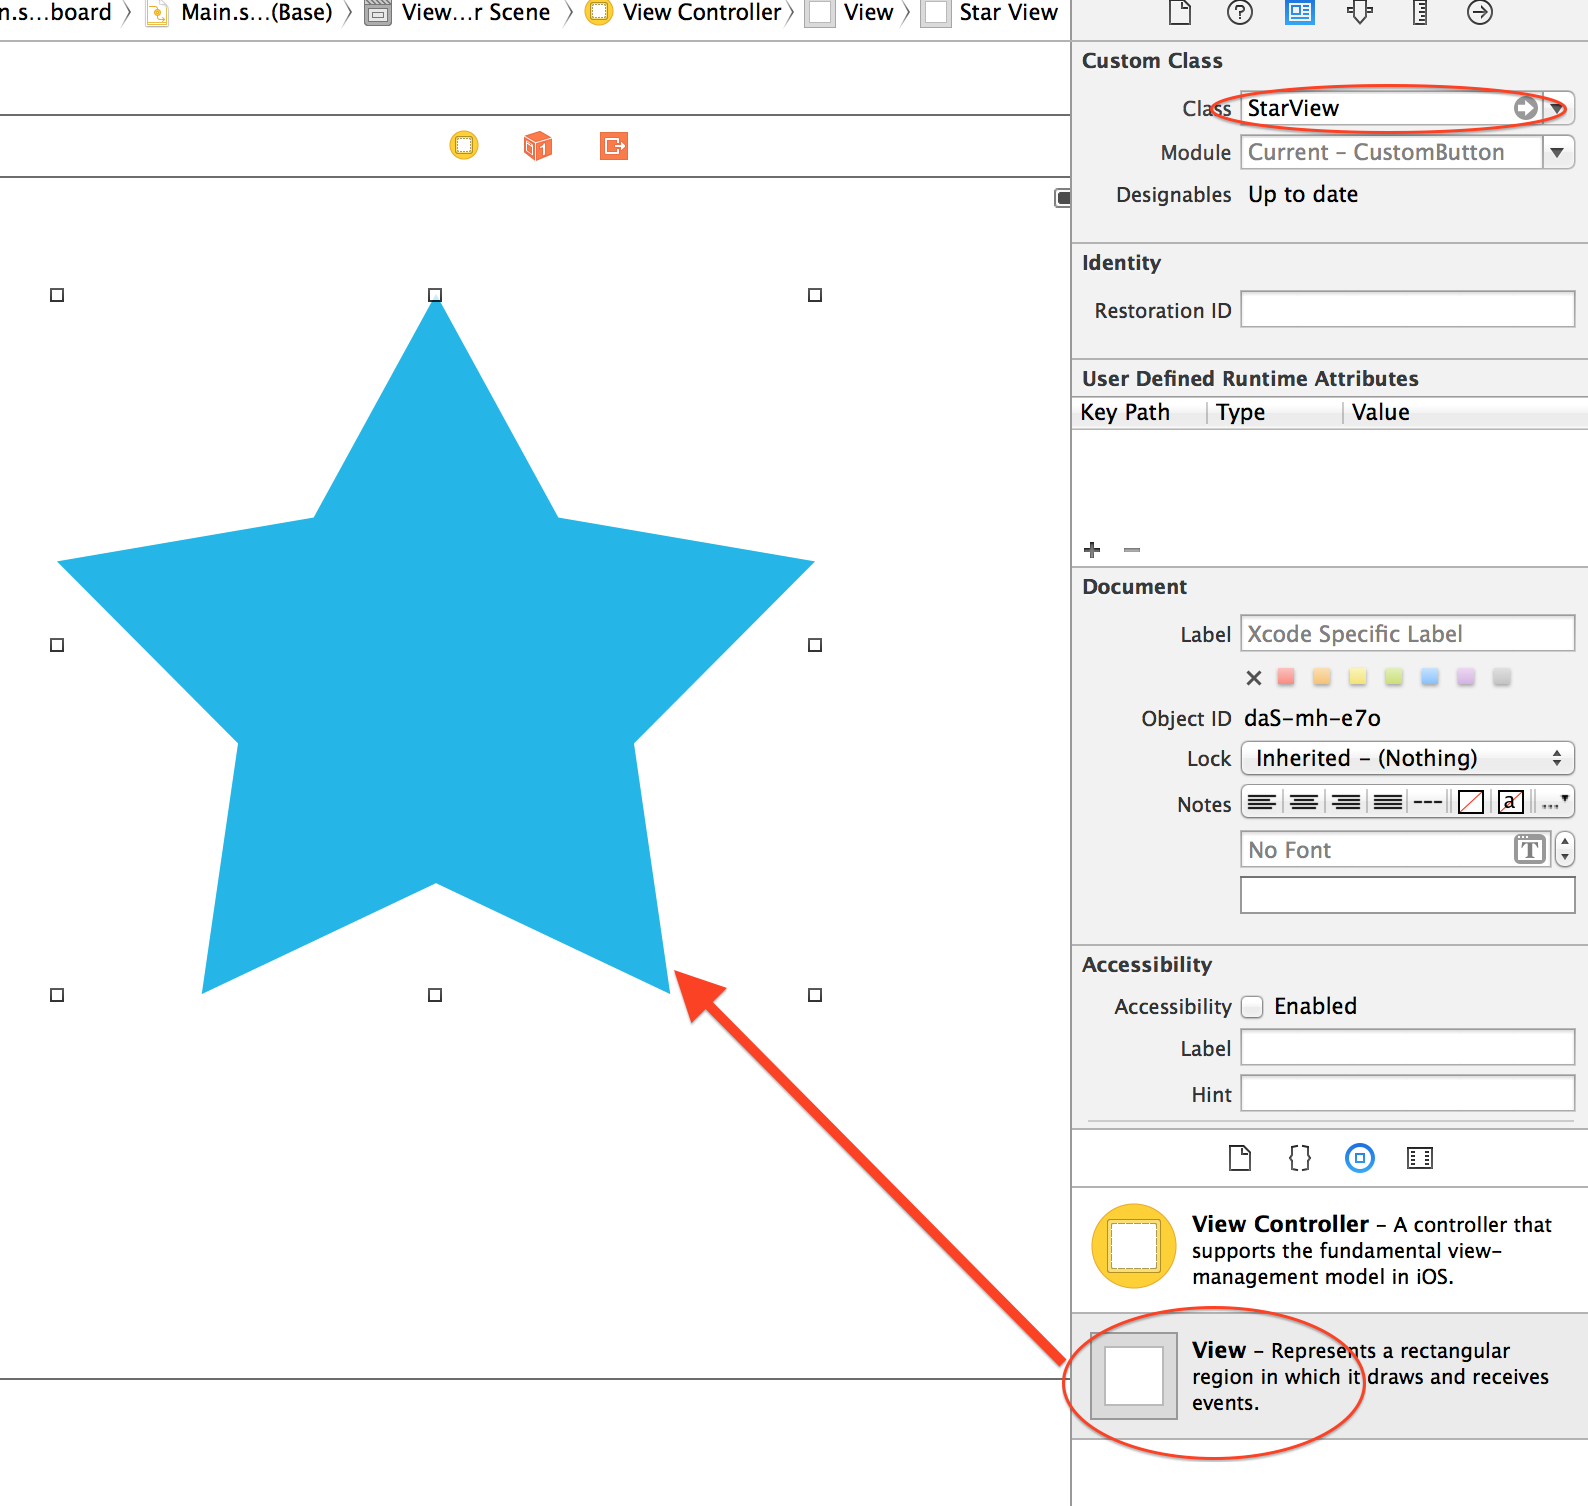 n.s...board
Main.s...(Base)
View...r Scene
View Controller
View
Star View
1
Custom Class
Class StarView
Module Current – CustomButton
Designables Up to date
Identity
Restoration ID
User Defined Runtime Attributes
Key Path Type Value
Document
Label Xcode Specific Label
Object ID daS-mh-e7o
Lock Inherited – (Nothing)
Notes --- a ...
No Font T
Accessibility
Accessibility Enabled
Label
Hint
{}
View Controller – A controller that
supports the fundamental view-
management model in iOS.
View – Represents a rectangular
region in which it draws and receives
events.